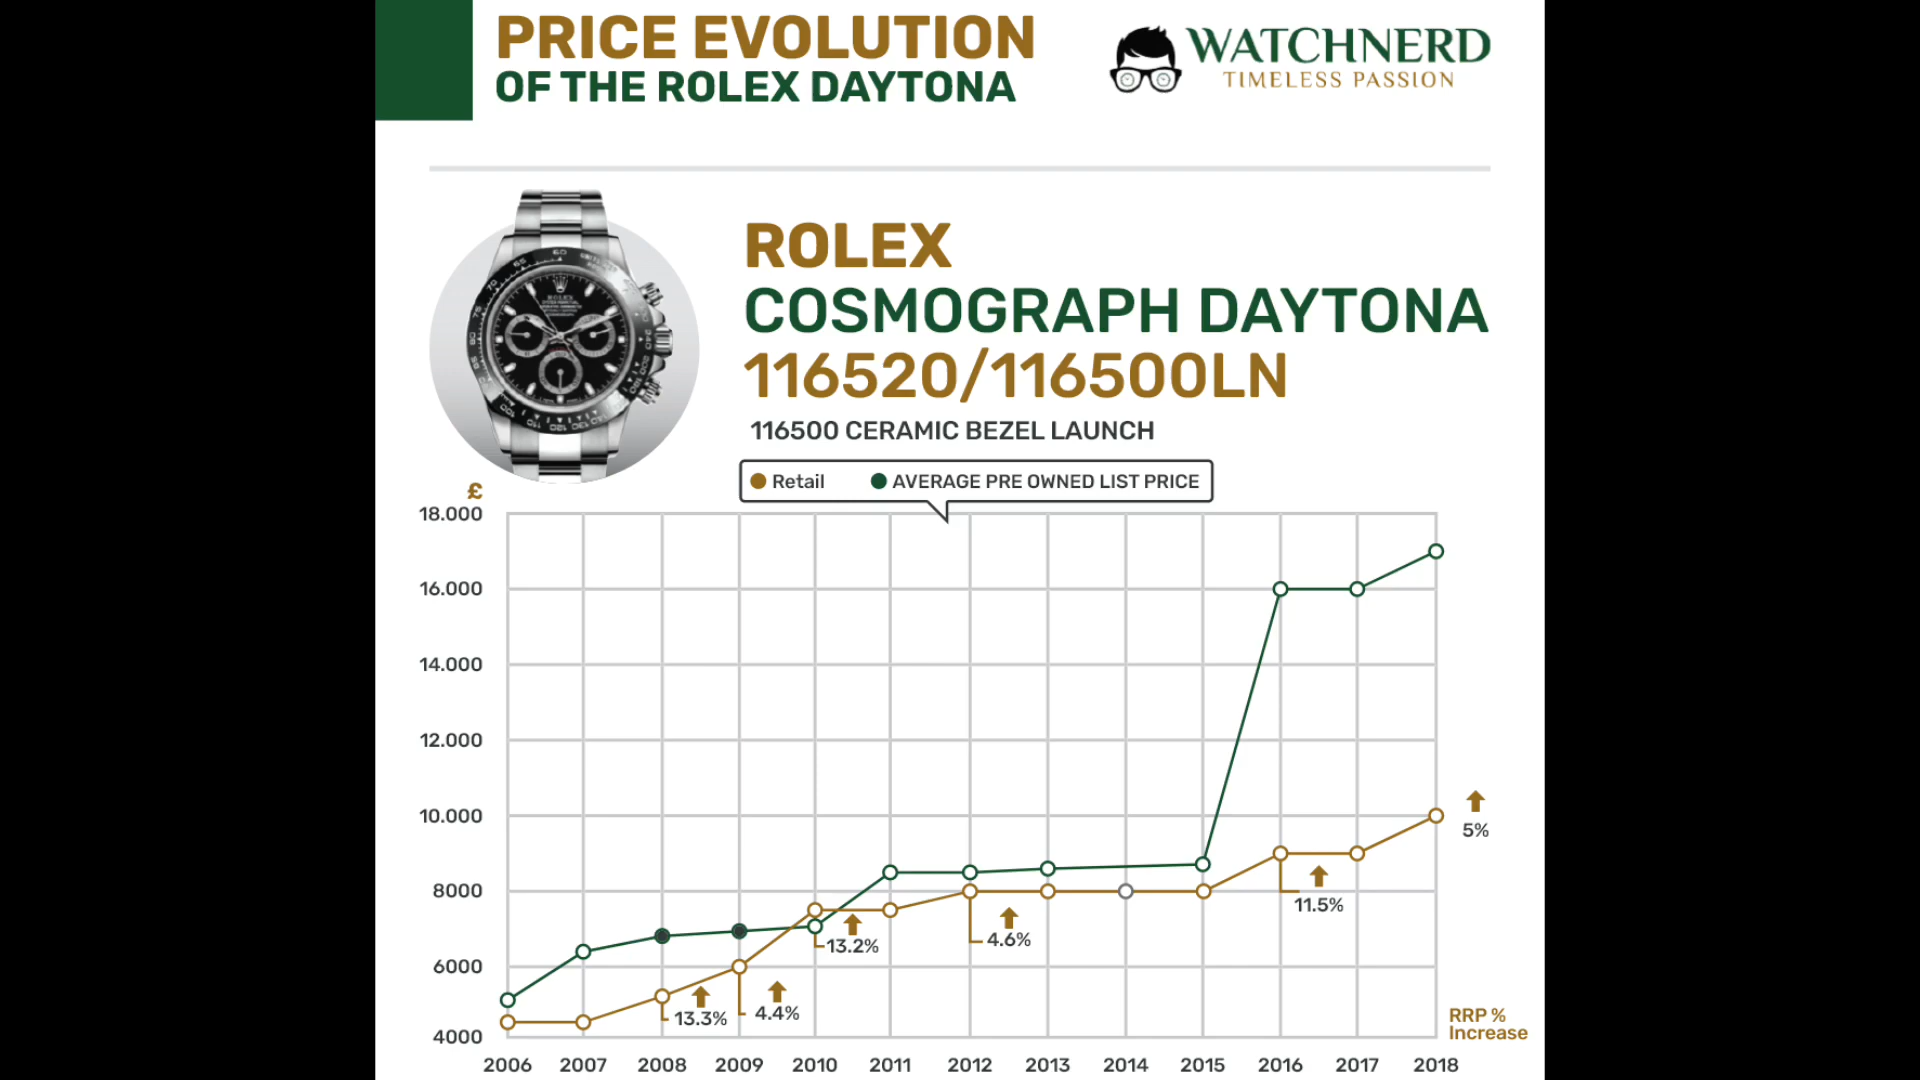 PRICE EVOLUTION
OF THE ROLEX DAYTONA
WATCHNERD
TIMELESS PASSION
ROLEX
COSMOGRAPH DAYTONA
116520/116500LN
116500 CERAMIC BEZEL LAUNCH
Retail AVERAGE PRE OWNED LIST PRICE
£
18.000
16.000
14.000
12.000
10.000
8000
6000
4000
5%
11.5%
13.2%
4.6%
13.3%
4.4%
RRP %
Increase
2006 2007 2008 2009 2010 2011 2012 2013 2014 2015 2016 2017 2018